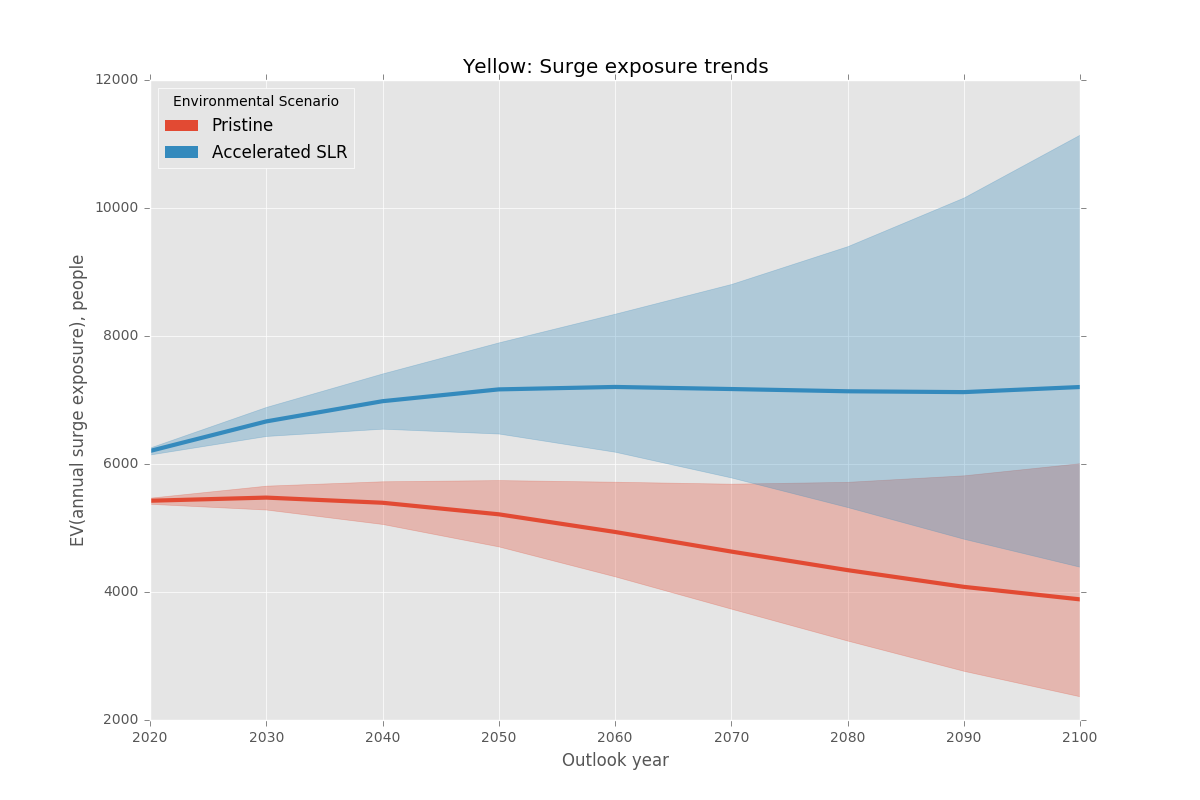 Yellow: Surge exposure trends
Environmental Scenario
Pristine
Accelerated SLR
EV(annual surge exposure), people
12000
10000
8000
6000
4000
2000
2020 2030 2040 2050 2060 2070 2080 2090 2100
Outlook year